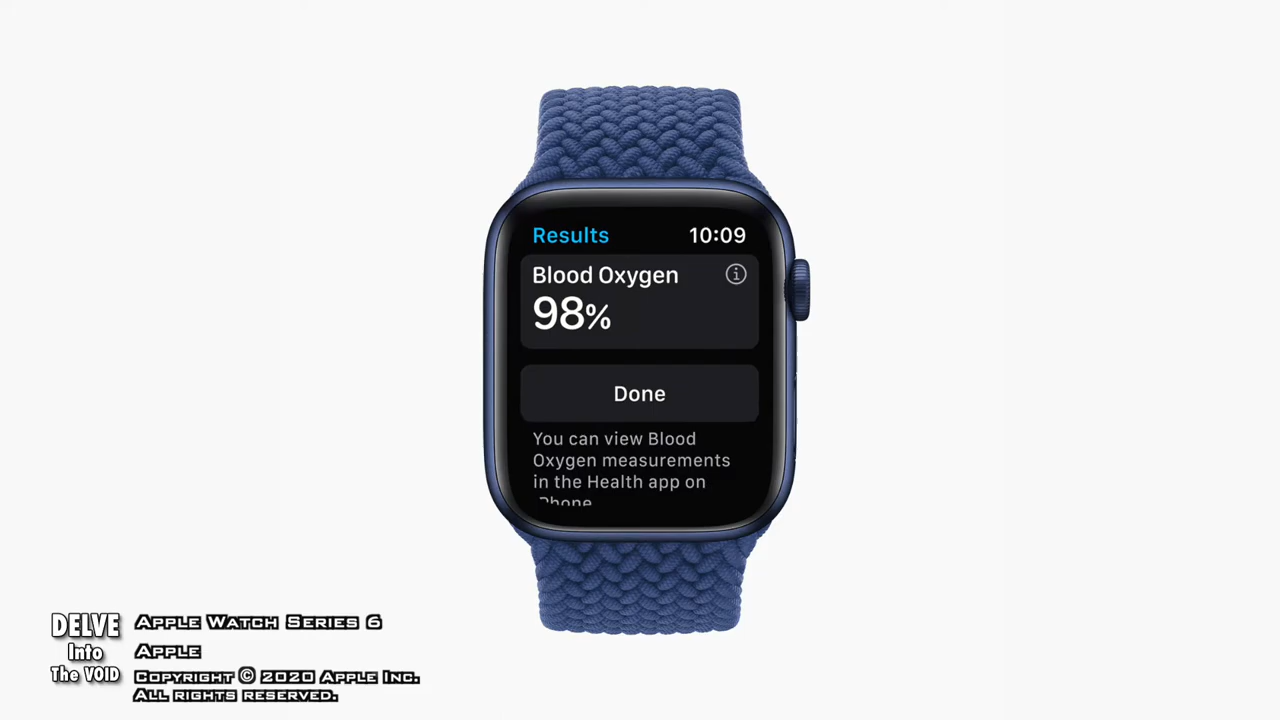 Results 10:09
Blood Oxygen
98%
Done
You can view Blood
Oxygen measurements
in the Health app on
iPhone
DELVE
Into
The VOID
Apple Watch Series 6
Apple
Copyright © 2020 Apple Inc.
All rights reserved.